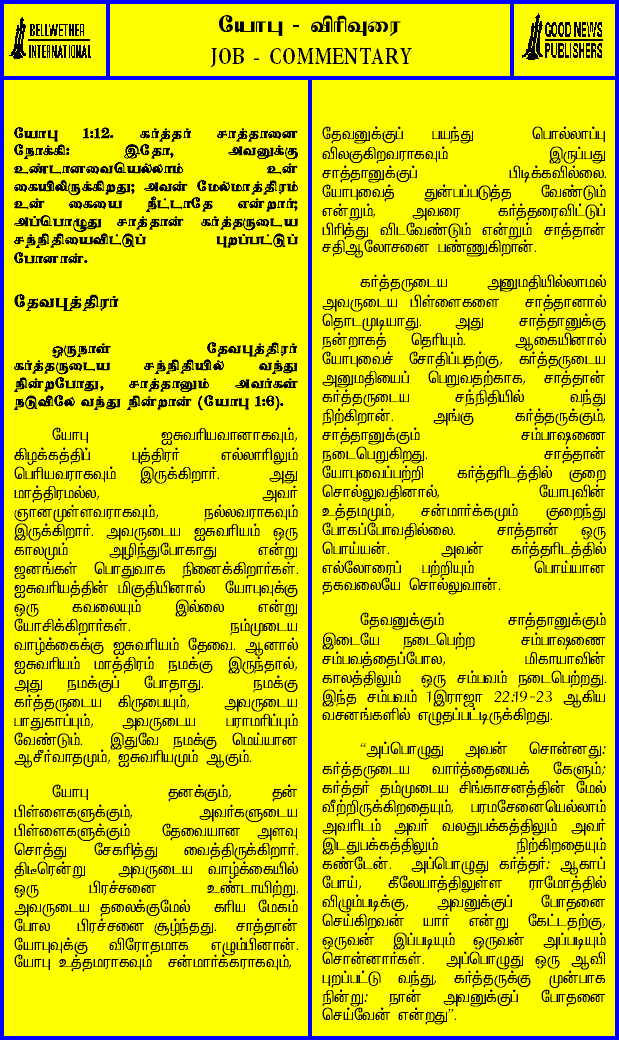 BELLWETHER
INTERNATIONAL
யோபு - விரிவுரை
JOB - COMMENTARY
GOOD NEWS
PUBLISHERS
யோபு 1:12. கர்த்தர் சாத்தானை
நோக்கி: இதோ, அவனுக்கு
உண்டானவையெல்லாம் உன்
கையிலிருக்கிறது; அவன் மேல்மாத்திரம்
உன் கையை நீட்டாதே என்றார்;
அப்பொழுது சாத்தான் கர்த்தருடைய
சந்நிதியைவிட்டுப் புறப்பட்டுப்
போனான்.
தேவபுத்திரர்
ஒருநாள் தேவபுத்திரர்
கர்த்தருடைய சந்நிதியில் வந்து
நின்றபோது, சாத்தானும் அவர்கள்
நடுவிலே வந்து நின்றான் (யோபு 1:6).
யோபு ஐசுவரியவானாகவும்,
கிழக்கத்திப் புத்திரர் எல்லாரிலும்
பெரியவராகவும் இருக்கிறார். அது
மாத்திரமல்ல, அவர்
ஞானமுள்ளவராகவும், நல்லவராகவும்
இருக்கிறார். அவருடைய ஐசுவரியம் ஒரு
காலமும் அழிந்துபோகாது என்று
ஜனங்கள் பொதுவாக நினைக்கிறார்கள்.
ஐசுவரியத்தின் மிகுதியினால் யோபுவுக்கு
ஒரு கவலையும் இல்லை என்று
யோசிக்கிறார்கள். நம்முடைய
வாழ்க்கைக்கு ஐசுவரியம் தேவை. ஆனால்
ஐசுவரியம் மாத்திரம் நமக்கு இருந்தால்,
அது நமக்குப் போதாது. நமக்கு
கர்த்தருடைய கிருபையும், அவருடைய
பாதுகாப்பும், அவருடைய பராமரிப்பும்
வேண்டும். இதுவே நமக்கு மெய்யான
ஆசீர்வாதமும், ஐசுவரியமும் ஆகும்.
யோபு தனக்கும், தன்
பிள்ளைகளுக்கும், அவர்களுடைய
பிள்ளைகளுக்கும் தேவையான அளவு
சொத்து சேகரித்து வைத்திருக்கிறார்.
திடீரென்று அவருடைய வாழ்க்கையில்
ஒரு பிரச்சனை உண்டாயிற்று.
அவருடைய தலைக்குமேல் கரிய மேகம்
போல பிரச்சனை சூழ்ந்தது. சாத்தான்
யோபுவுக்கு விரோதமாக எழும்பினான்.
யோபு உத்தமராகவும் சன்மார்க்கராகவும்,
தேவனுக்குப் பயந்து பொல்லாப்பு
விலகுகிறவராகவும் இருப்பது
சாத்தானுக்குப் பிடிக்கவில்லை.
யோபுவைத் துன்பப்படுத்த வேண்டும்
என்றும், அவரை கர்த்தரைவிட்டுப்
பிரித்து விடவேண்டும் என்றும் சாத்தான்
சதிஆலோசனை பண்ணுகிறான்.
கர்த்தருடைய அனுமதியில்லாமல்
அவருடைய பிள்ளைகளை சாத்தானால்
தொடமுடியாது. அது சாத்தானுக்கு
நன்றாகத் தெரியும். ஆகையினால்
யோபுவைச் சோதிப்பதற்கு, கர்த்தருடைய
அனுமதியைப் பெறுவதற்காக, சாத்தான்
கர்த்தருடைய சந்நிதியில் வந்து
நிற்கிறான். அங்கு கர்த்தருக்கும்,
சாத்தானுக்கும் சம்பாஷணை
நடைபெறுகிறது. சாத்தான்
யோபுவைப்பற்றி கர்த்தரிடத்தில் குறை
சொல்லுவதினால், யோபுவின்
உத்தமமும், சன்மார்க்கமும் குறைந்து
போகப்போவதில்லை. சாத்தான் ஒரு
பொய்யன். அவன் கர்த்தரிடத்தில்
எல்லோரைப் பற்றியும் பொய்யான
தகவலையே சொல்லுவான்.
தேவனுக்கும் சாத்தானுக்கும்
இடையே நடைபெற்ற சம்பாஷணை
சம்பவத்தைப்போல, மிகாயாவின்
காலத்திலும் ஒரு சம்பவம் நடைபெற்றது.
இந்த சம்பவம் 1இராஜா 22:19-23 ஆகிய
வசனங்களில் எழுதப்பட்டிருக்கிறது.
“அப்பொழுது அவன் சொன்னது:
கர்த்தருடைய வார்த்தையைக் கேளும்;
கர்த்தர் தம்முடைய சிங்காசனத்தின் மேல்
வீற்றிருக்கிறதையும், பரமசேனையெல்லாம்
அவரிடம் அவர் வலதுபக்கத்திலும் அவர்
இடதுபக்கத்திலும் நிற்கிறதையும்
கண்டேன். அப்பொழுது கர்த்தர்: ஆகாப்
போய், கீலேயாத்திலுள்ள ராமோத்தில்
விழும்படிக்கு, அவனுக்குப் போதனை
செய்கிறவன் யார் என்று கேட்டதற்கு,
ஒருவன் இப்படியும் ஒருவன் அப்படியும்
சொன்னார்கள். அப்பொழுது ஒரு ஆவி
புறப்பட்டு வந்து, கர்த்தருக்கு முன்பாக
நின்று: நான் அவனுக்குப் போதனை
செய்வேன் என்றது”.